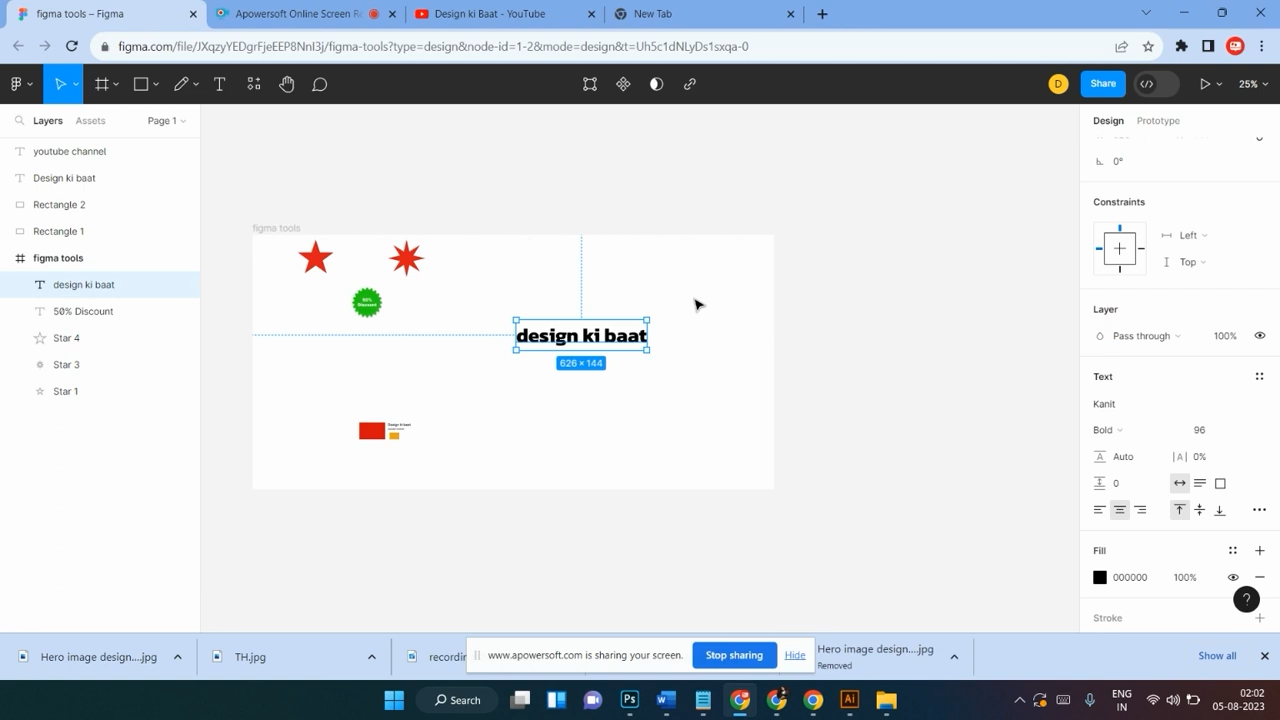 figma tools – Figma
Apowersoft Online Screen Re
Design ki Baat - YouTube
New Tab
figma.com/file/JXqzyYEDgrFjeEEP8NnI3j/figma-tools?type=design&node-id=1-2&mode=design&t=Uh5c1dNLyDs1sxqa-0
D
Share
25%
Layers
Assets
Page 1
Design
Prototype
youtube channel
Design ki baat
Rectangle 2
Rectangle 1
figma tools
design ki baat
50% Discount
Star 4
Star 3
Star 1
figma tools
50%
Discount
design ki baat
626 × 144
Design ki baat
0°
Constraints
Left
Top
Layer
Pass through
100%
Text
Kanit
Bold
96
Auto
0%
0
Fill
000000
100%
Stroke
?
Hero image design....jpg
TH.jpg
recordin
www.apowersoft.com is sharing your screen.
Stop sharing
Hide
Hero image design....jpg
Removed
Show all
Search
ENG
IN
02:02
05-08-2023